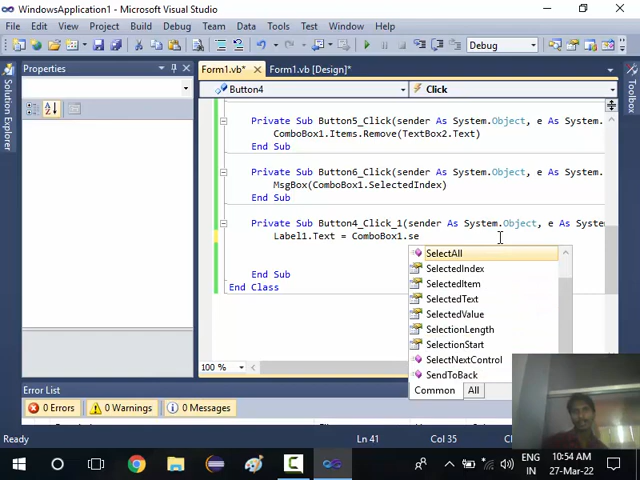 WindowsApplication1 - Microsoft Visual Studio
File Edit View Project Build Debug Team Data Tools Test Window Help
Debug
Solution Explorer
Properties
Form1.vb*
Form1.vb [Design]*
Toolbox
Button4
Click
Private Sub Button5_Click(sender As System.Object, e As System.
ComboBox1.Items.Remove(TextBox2.Text)
End Sub
Private Sub Button6_Click(sender As System.Object, e As System.
MsgBox(ComboBox1.SelectedIndex)
End Sub
Private Sub Button4_Click_1(sender As System.Object, e As Syste
Label1.Text = ComboBox1.se
SelectAll
SelectedIndex
SelectedItem
SelectedText
SelectedValue
SelectionLength
SelectionStart
SelectNextControl
SendToBack
Common All
End Sub
End Class
100 %
Error List
0 Errors 0 Warnings 0 Messages
Ready Ln 41 Col 35
ENG
IN
10:54 AM
27-Mar-22